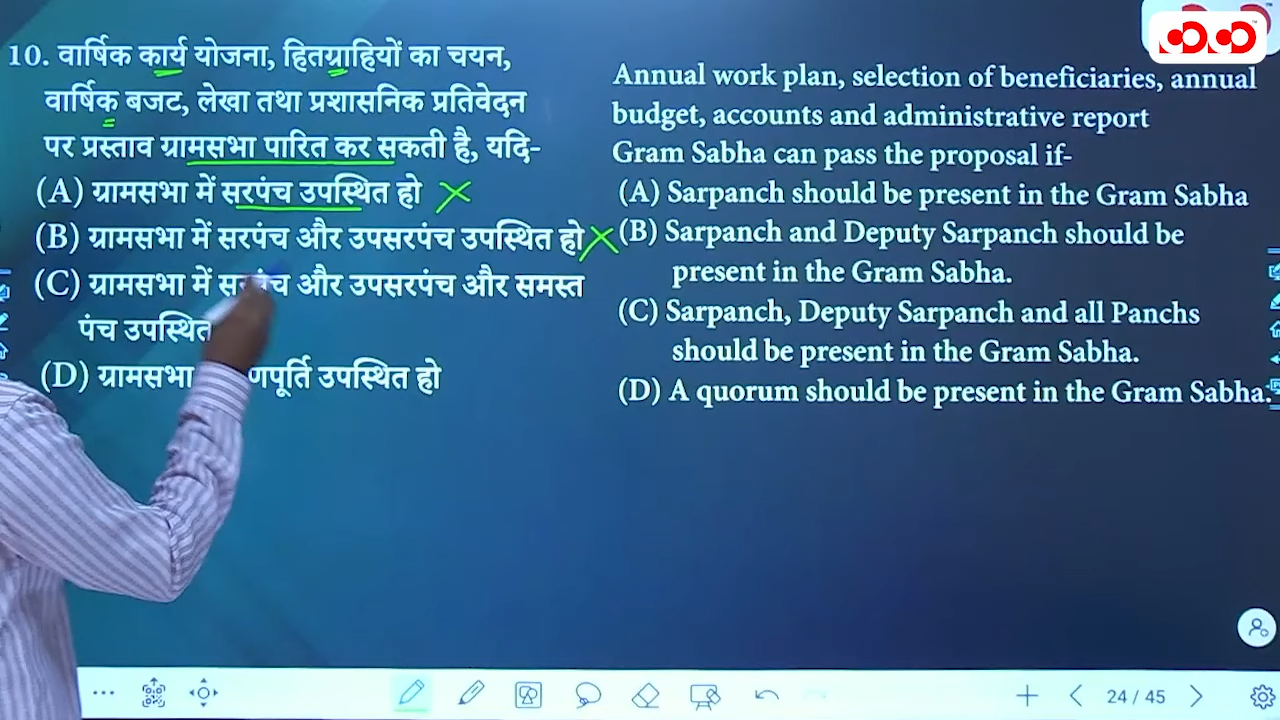 10. वार्षिक कार्य योजना, हितग्राहियों का चयन,
वार्षिक बजट, लेखा तथा प्रशासनिक प्रतिवेदन
पर प्रस्ताव ग्रामसभा पारित कर सकती है, यदि-
(A) ग्रामसभा में सरपंच उपस्थित हो
(B) ग्रामसभा में सरपंच और उपसरपंच उपस्थित हो
(C) ग्रामसभा में सरपंच और उपसरपंच और समस्त
पंच उपस्थित
(D) ग्रामसभा उपस्थित हो
Annual work plan, selection of beneficiaries, annual
budget, accounts and administrative report
Gram Sabha can pass the proposal if-
(A) Sarpanch should be present in the Gram Sabha
(B) Sarpanch and Deputy Sarpanch should be
present in the Gram Sabha.
(C) Sarpanch, Deputy Sarpanch and all Panchs
should be present in the Gram Sabha.
(D) A quorum should be present in the Gram Sabha.
24 / 45